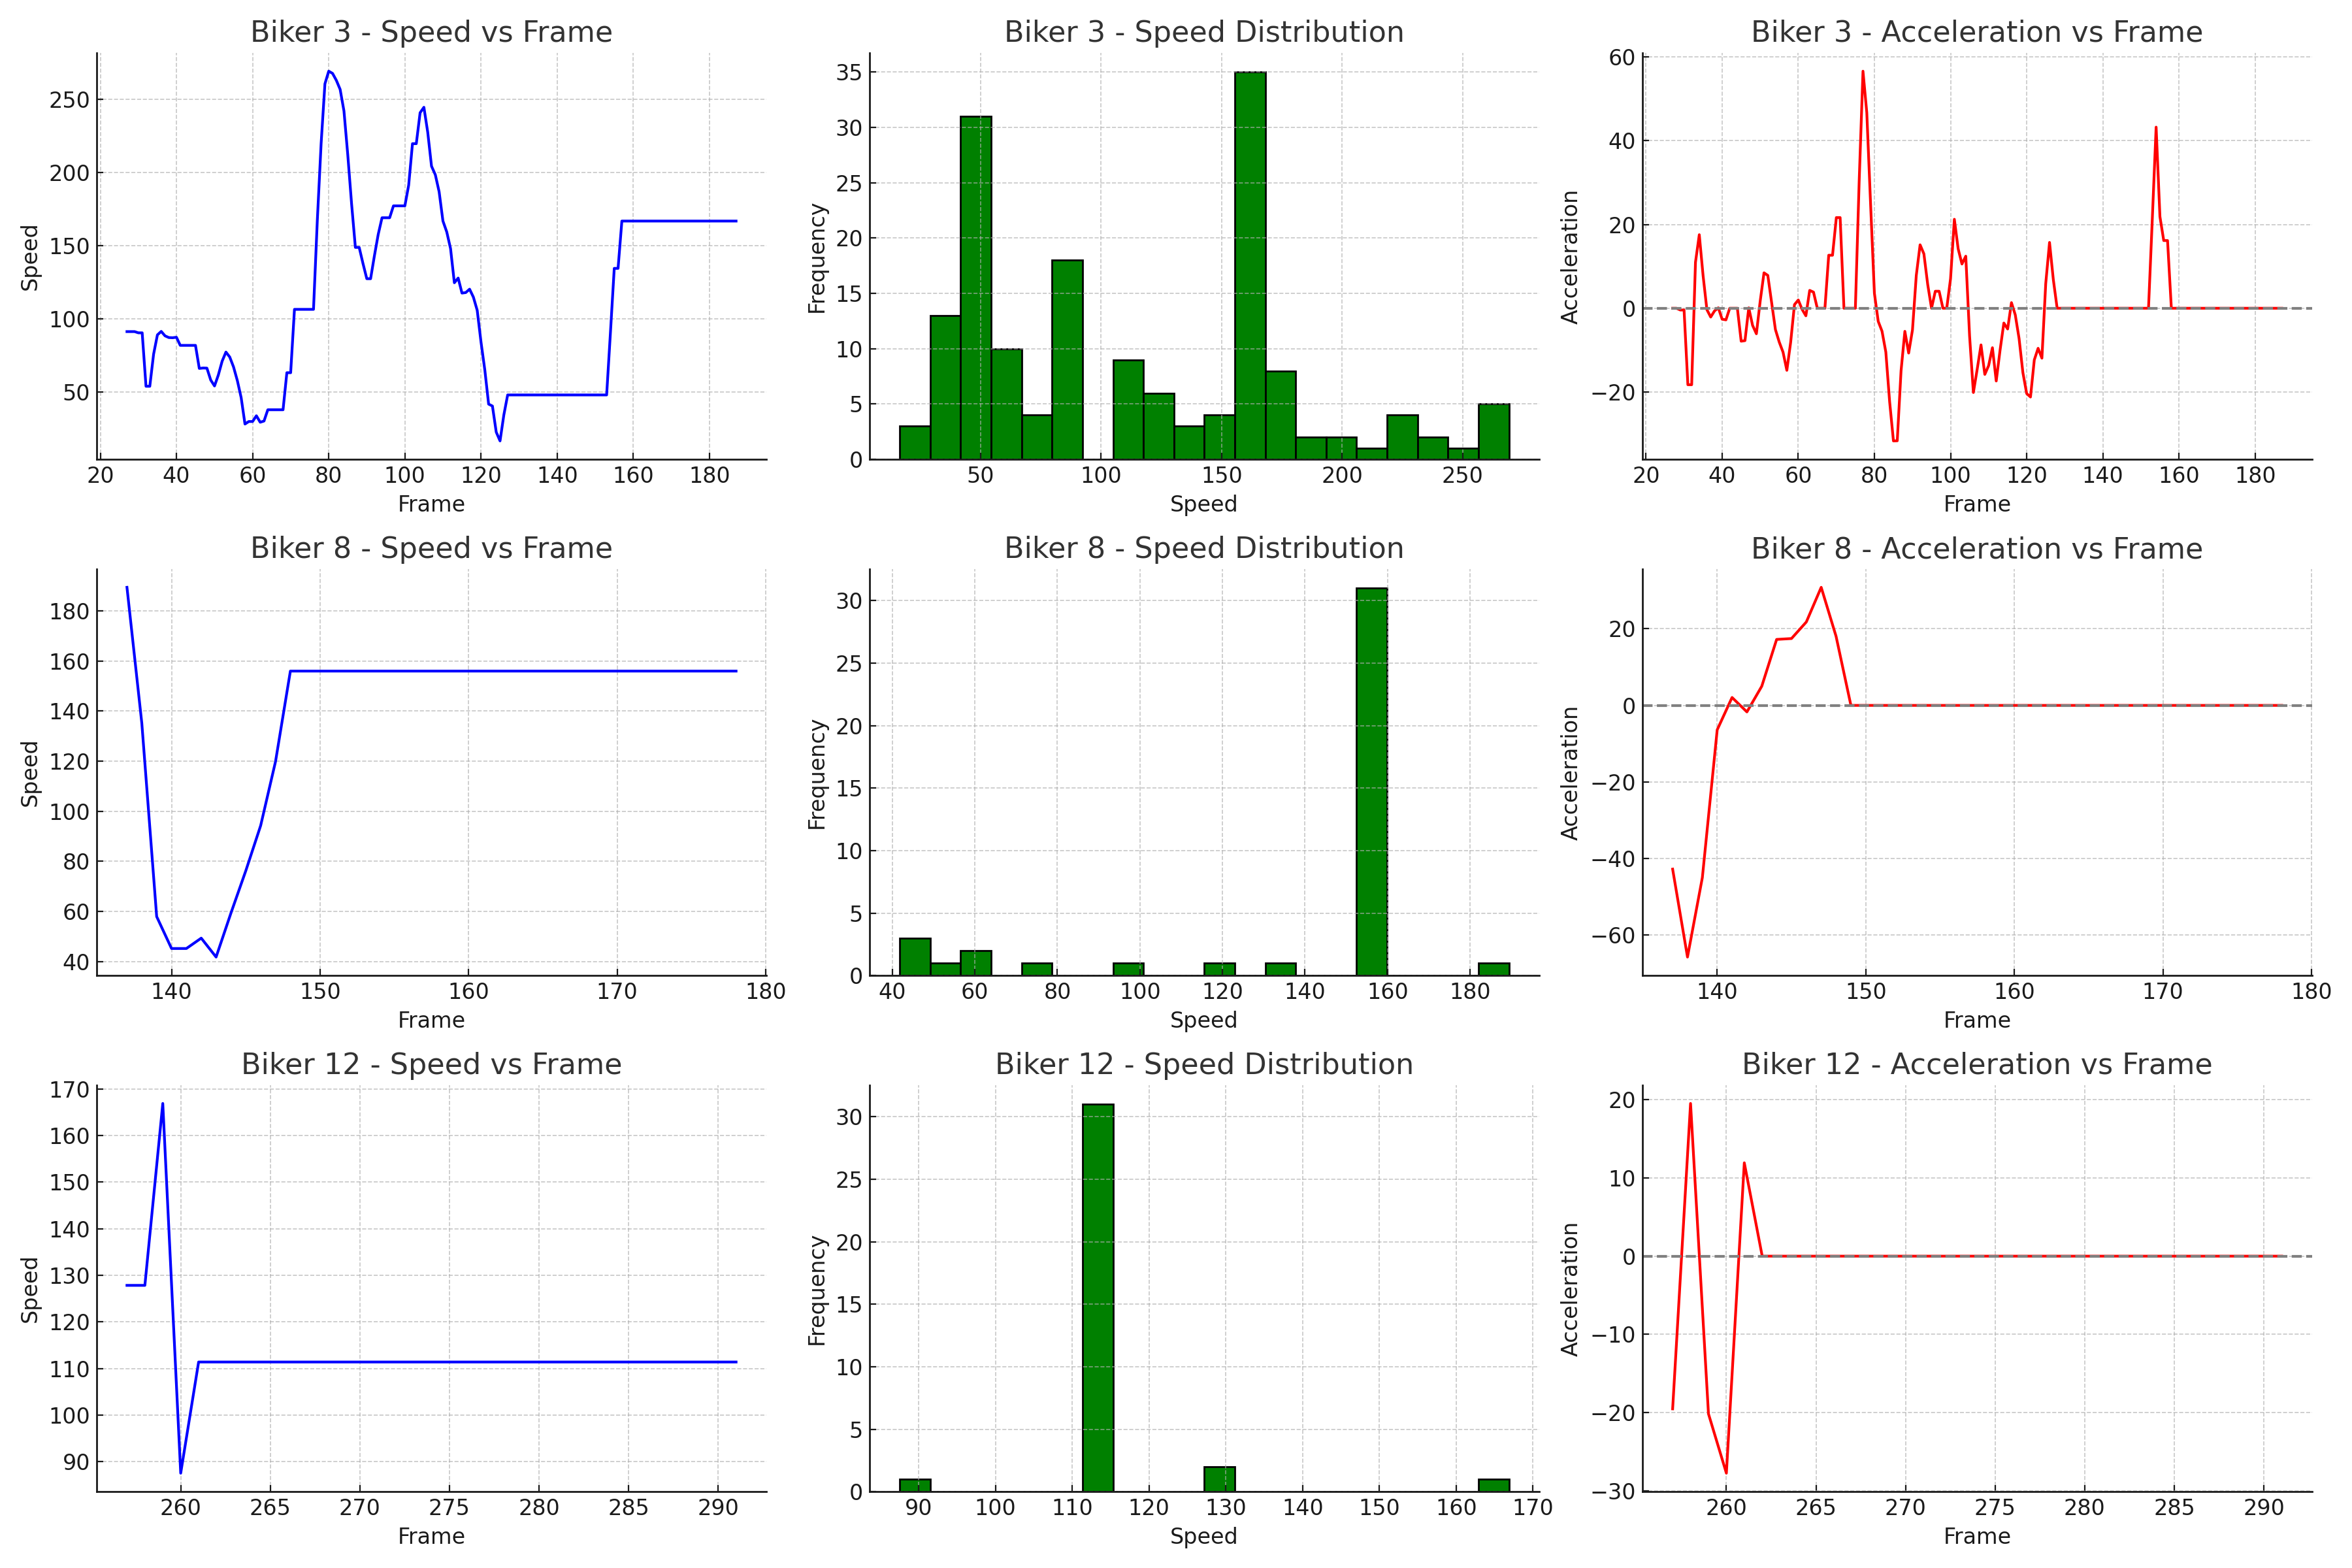 Biker 3 - Speed vs Frame
Speed
250
200
150
100
50
20 40 60 80 100 120 140 160 180
Frame
Biker 3 - Speed Distribution
Frequency
35
30
25
20
15
10
5
0
50 100 150 200 250
Speed
Biker 3 - Acceleration vs Frame
Acceleration
60
40
20
0
−20
20 40 60 80 100 120 140 160 180
Frame
Biker 8 - Speed vs Frame
Speed
180
160
140
120
100
80
60
40
140 150 160 170 180
Frame
Biker 8 - Speed Distribution
Frequency
30
25
20
15
10
5
0
40 60 80 100 120 140 160 180
Speed
Biker 8 - Acceleration vs Frame
Acceleration
20
0
−20
−40
−60
140 150 160 170 180
Frame
Biker 12 - Speed vs Frame
Speed
170
160
150
140
130
120
110
100
90
260 265 270 275 280 285 290
Frame
Biker 12 - Speed Distribution
Frequency
30
25
20
15
10
5
0
90 100 110 120 130 140 150 160 170
Speed
Biker 12 - Acceleration vs Frame
Acceleration
20
10
0
−10
−20
−30
260 265 270 275 280 285 290
Frame